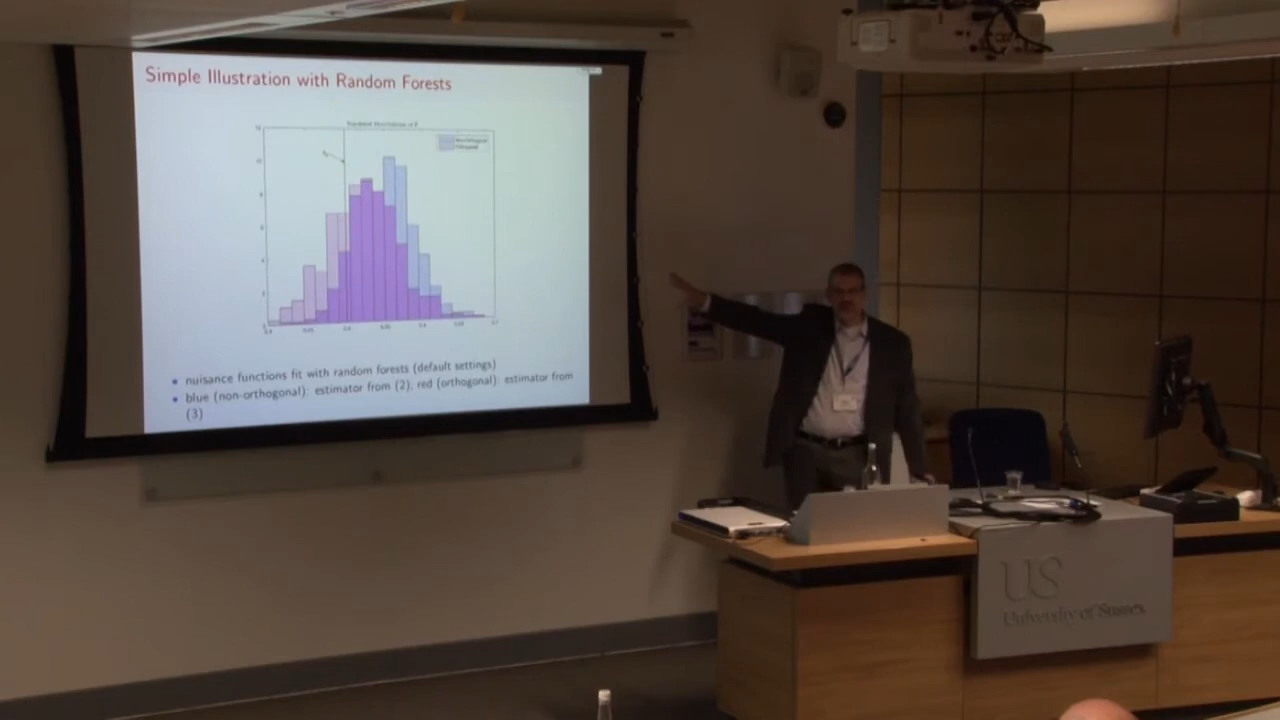 Simple Illustration with Random Forests
nuisance functions fit with random forests (default settings)
blue (non-orthogonal): estimator from (2); red (orthogonal): estimator from
(3)
US
University of Sussex